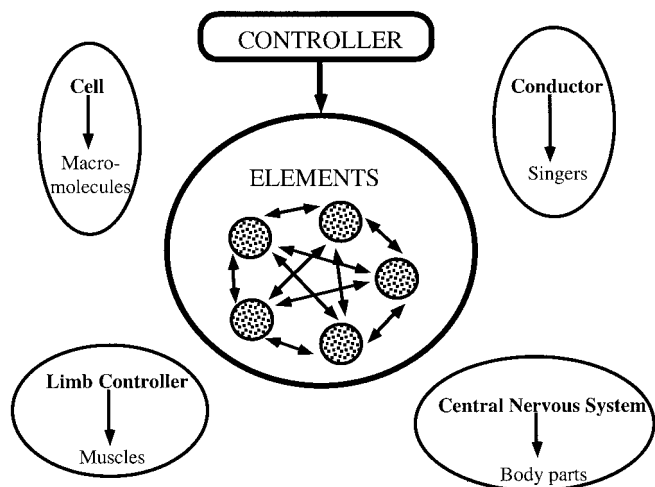 CONTROLLER
Cell
Macro-
molecules
Conductor
Singers
ELEMENTS
Limb Controller
Muscles
Central Nervous System
Body parts